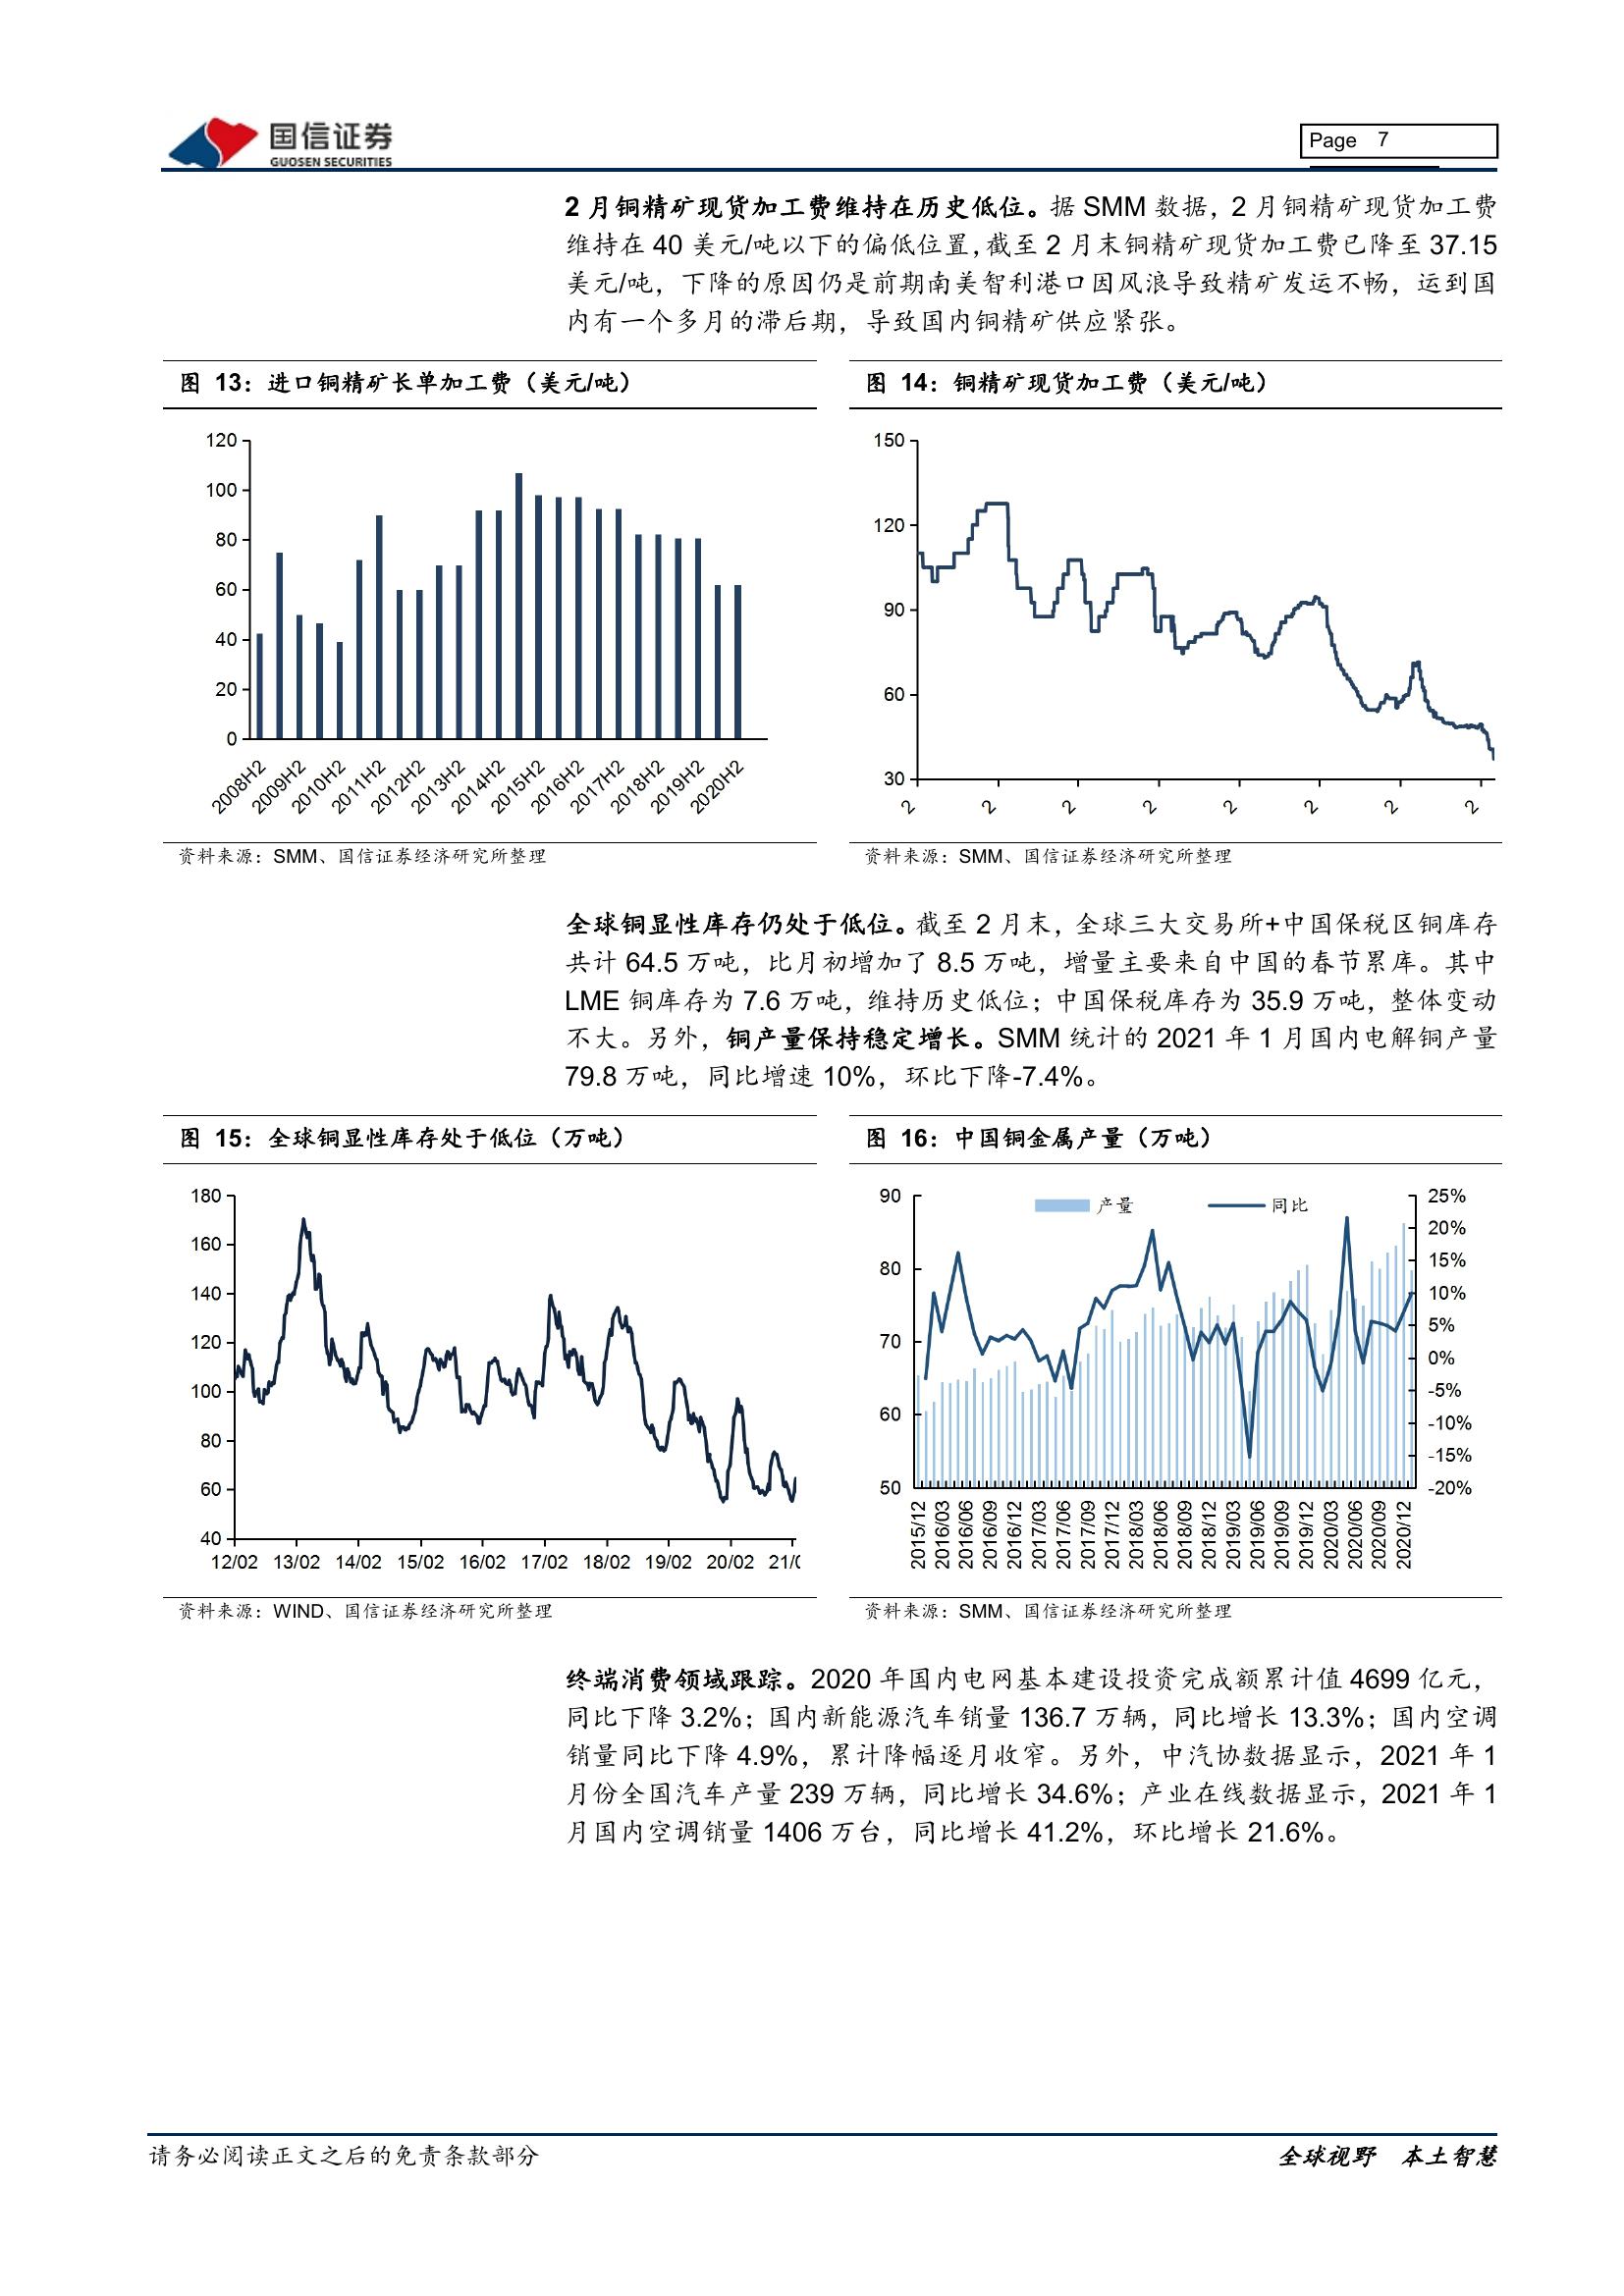 国信证券
GUOSEN SECURITIES
Page 7
2 月铜精矿现货加工费维持在历史低位。据 SMM 数据，2 月铜精矿现货加工费
维持在 40 美元/吨以下的偏低位置，截至 2 月末铜精矿现货加工费已降至 37.15
美元/吨，下降的原因仍是前期南美智利港口因风浪导致精矿发运不畅，运到国
内有一个多月的滞后期，导致国内铜精矿供应紧张。
图 13：进口铜精矿长单加工费（美元/吨）
120
100
80
60
40
20
0
2008H2
2009H2
2010H2
2011H2
2012H2
2013H2
2014H2
2015H2
2016H2
2017H2
2018H2
2019H2
2020H2
资料来源：SMM、国信证券经济研究所整理
图 14：铜精矿现货加工费（美元/吨）
150
120
90
60
30
2 2 2 2 2 2 2 2
资料来源：SMM、国信证券经济研究所整理
全球铜显性库存仍处于低位。截至 2 月末，全球三大交易所+中国保税区铜库存
共计 64.5 万吨，比月初增加了 8.5 万吨，增量主要来自中国的春节累库。其中
LME 铜库存为 7.6 万吨，维持历史低位；中国保税库存为 35.9 万吨，整体变动
不大。另外，铜产量保持稳定增长。SMM 统计的 2021 年 1 月国内电解铜产量
79.8 万吨，同比增速 10%，环比下降-7.4%。
图 15：全球铜显性库存处于低位（万吨）
180
160
140
120
100
80
60
40
12/02 13/02 14/02 15/02 16/02 17/02 18/02 19/02 20/02 21/0
资料来源：WIND、国信证券经济研究所整理
图 16：中国铜金属产量（万吨）
产量 同比
90
80
70
60
50
25%
20%
15%
10%
5%
0%
-5%
-10%
-15%
-20%
2015/12
2016/03
2016/06
2016/09
2016/12
2017/03
2017/06
2017/09
2017/12
2018/03
2018/06
2018/09
2018/12
2019/03
2019/06
2019/09
2019/12
2020/03
2020/06
2020/09
2020/12
资料来源：SMM、国信证券经济研究所整理
终端消费领域跟踪。2020 年国内电网基本建设投资完成额累计值 4699 亿元，
同比下降 3.2%；国内新能源汽车销量 136.7 万辆，同比增长 13.3%；国内空调
销量同比下降 4.9%，累计降幅逐月收窄。另外，中汽协数据显示，2021 年 1
月份全国汽车产量 239 万辆，同比增长 34.6%；产业在线数据显示，2021 年 1
月国内空调销量 1406 万台，同比增长 41.2%，环比增长 21.6%。
请务必阅读正文之后的免责条款部分
全球视野 本土智慧